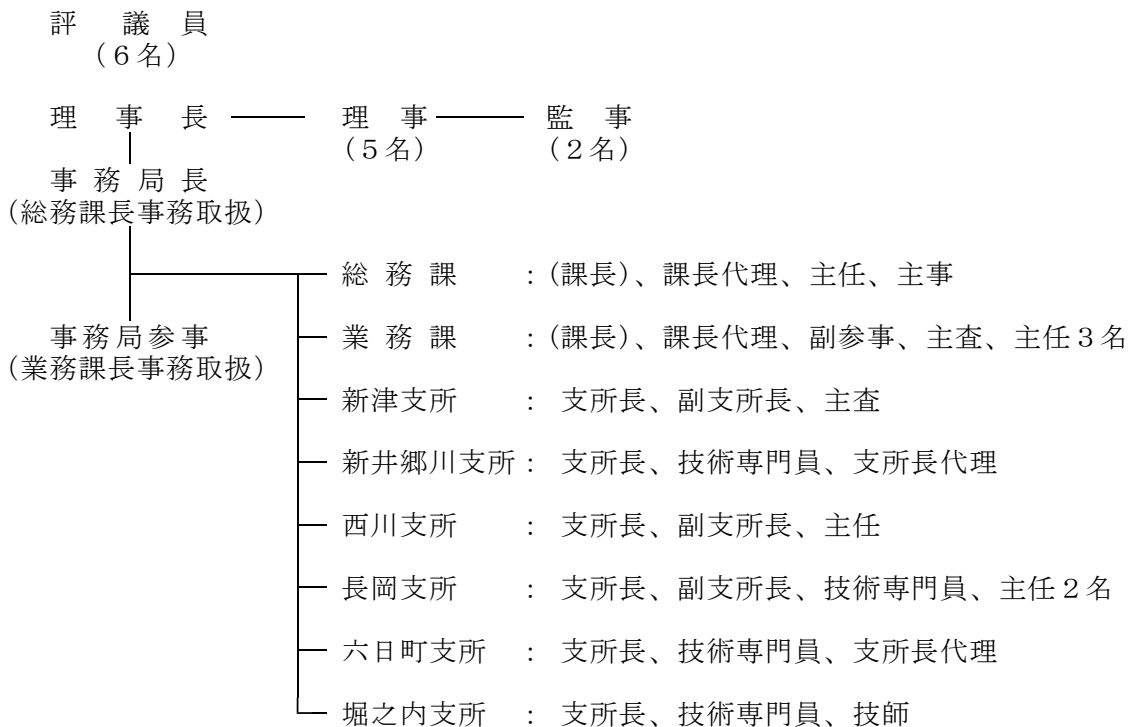 評議員
(6名)
理事長 理事 監事
(5名) (2名)
事務局長
(総務課長事務取扱)
総務課 : (課長)、課長代理、主任、主事
事務局参事
(業務課長事務取扱)
業務課 : (課長)、課長代理、副参事、主査、主任3名
新津支所 : 支所長、副支所長、主査
新井郷川支所 : 支所長、技術専門員、支所長代理
西川支所 : 支所長、副支所長、主任
長岡支所 : 支所長、副支所長、技術専門員、主任2名
六日町支所 : 支所長、技術専門員、支所長代理
堀之内支所 : 支所長、技術専門員、技師